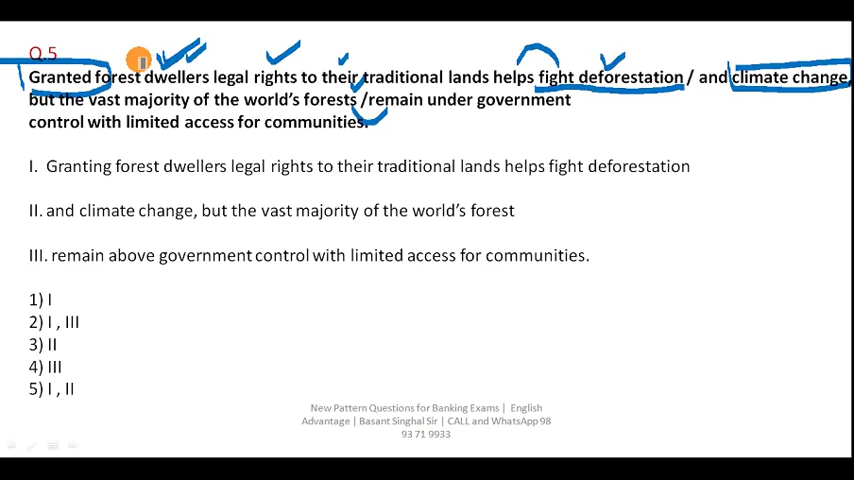 Q.5
Granted forest dwellers legal rights to their traditional lands helps fight deforestation / and climate change,
but the vast majority of the world's forests /remain under government
control with limited access for communities.
I. Granting forest dwellers legal rights to their traditional lands helps fight deforestation
II. and climate change, but the vast majority of the world's forest
III. remain above government control with limited access for communities.
1) I
2) I , III
3) II
4) III
5) I , II
New Pattern Questions for Banking Exams | English
Advantage | Basant Singhal Sir | CALL and WhatsApp 98
93 71 9933